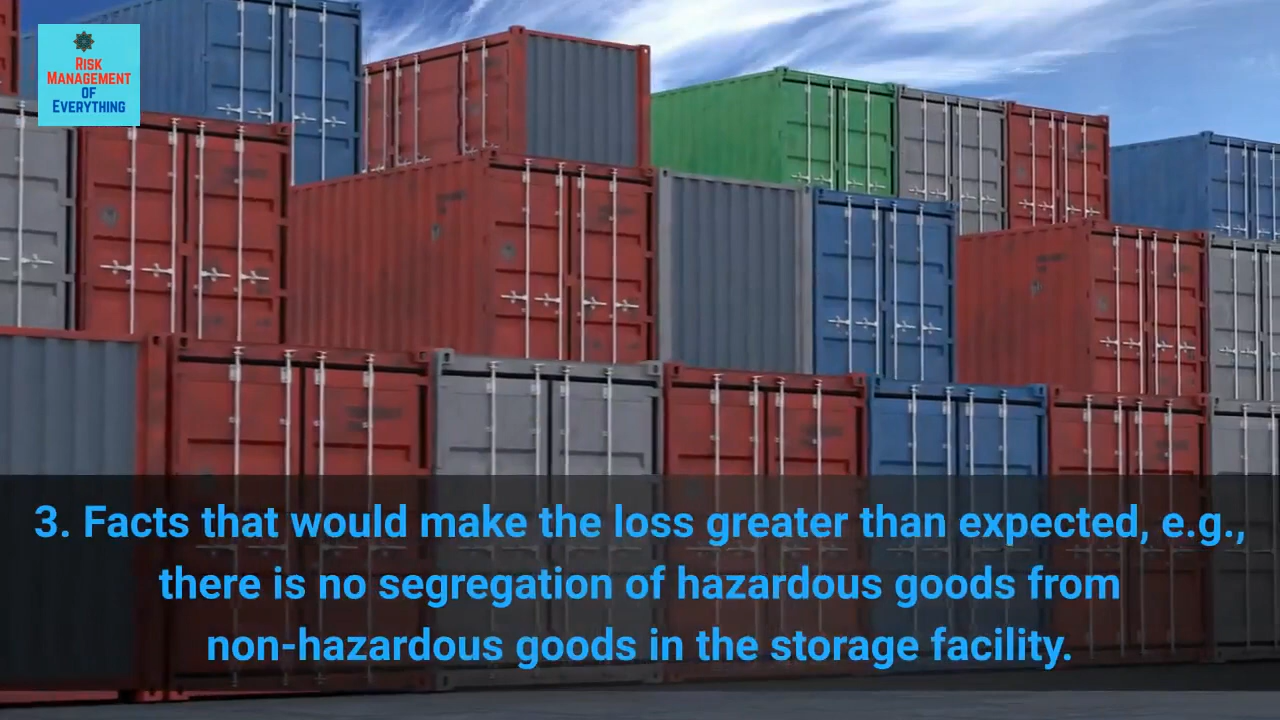 RISK
MANAGEMENT
OF
EVERYTHING
3. Facts that would make the loss greater than expected, e.g.,
there is no segregation of hazardous goods from
non-hazardous goods in the storage facility.